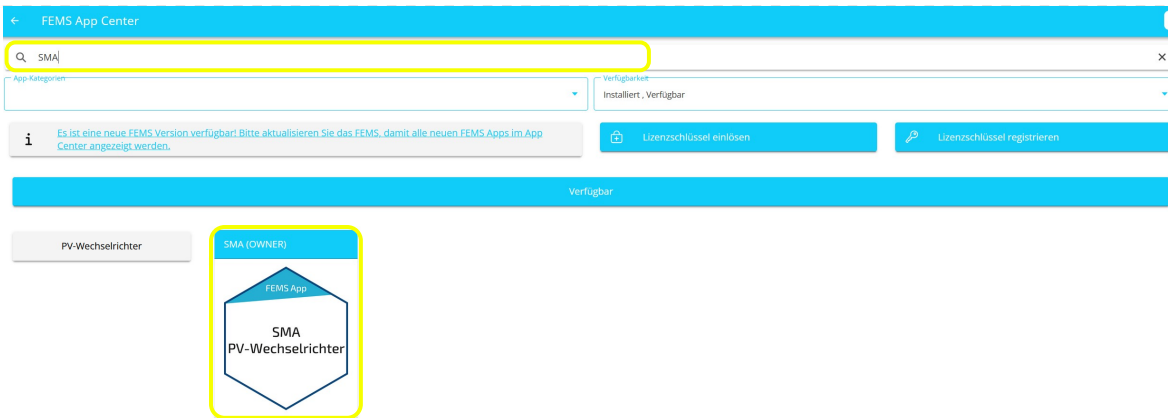 FEMS App Center
SMA
App-Kategorien
Verfügbarkeit
Installiert , Verfügbar
i
Es ist eine neue FEMS Version verfügbar! Bitte aktualisieren Sie das FEMS, damit alle neuen FEMS Apps im App
Center angezeigt werden.
Lizenzschlüssel einlösen
Lizenzschlüssel registrieren
Verfügbar
PV-Wechselrichter
SMA (OWNER)
FEMS App
SMA
PV-Wechselrichter